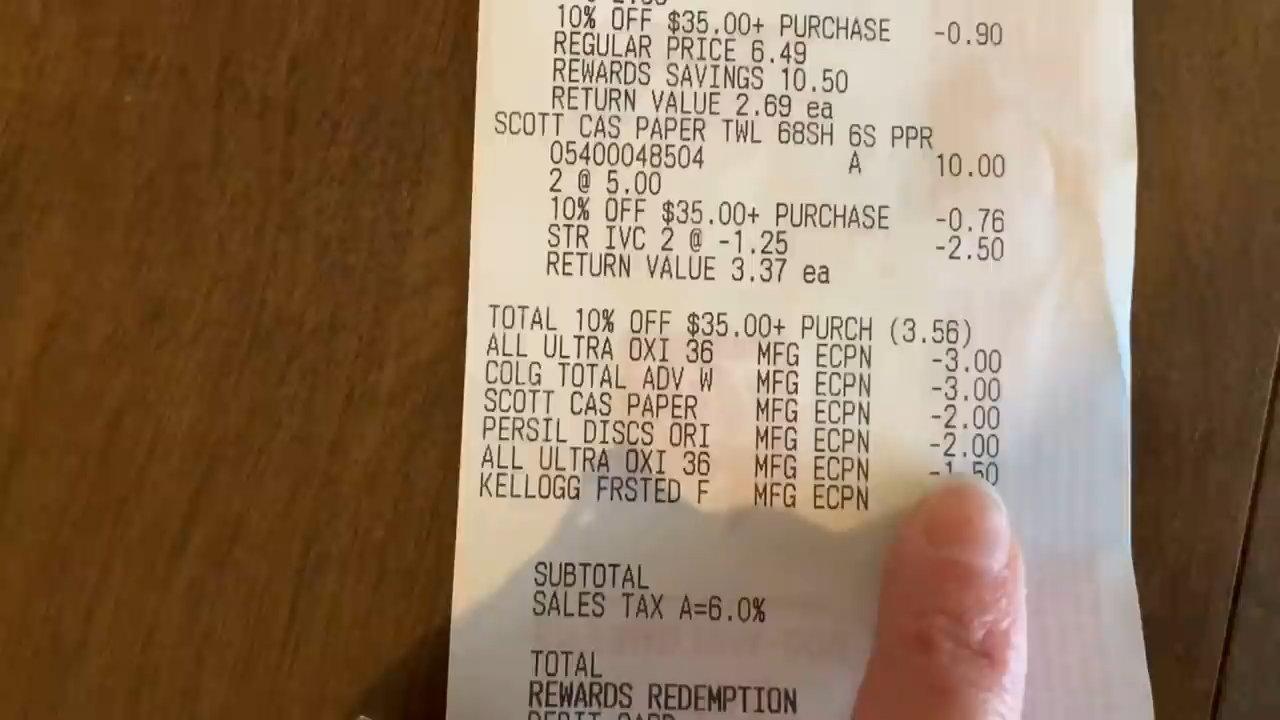 10% OFF $35.00+ PURCHASE -0.90
REGULAR PRICE 6.49
REWARDS SAVINGS 10.50
RETURN VALUE 2.69 ea
SCOTT CAS PAPER TWL 68SH 6S PPR
05400048504 A 10.00
2 @ 5.00
10% OFF $35.00+ PURCHASE -0.76
STR IVC 2 @ -1.25 -2.50
RETURN VALUE 3.37 ea
TOTAL 10% OFF $35.00+ PURCH (3.56)
ALL ULTRA OXI 36 MFG ECPN -3.00
COLG TOTAL ADV W MFG ECPN -3.00
SCOTT CAS PAPER MFG ECPN -2.00
PERSIL DISCS ORI MFG ECPN -2.00
ALL ULTRA OXI 36 MFG ECPN -1.50
KELLOGG FRSTED F MFG ECPN
SUBTOTAL
SALES TAX A=6.0%
TOTAL
REWARDS REDEMPTION
DEBIT CARD